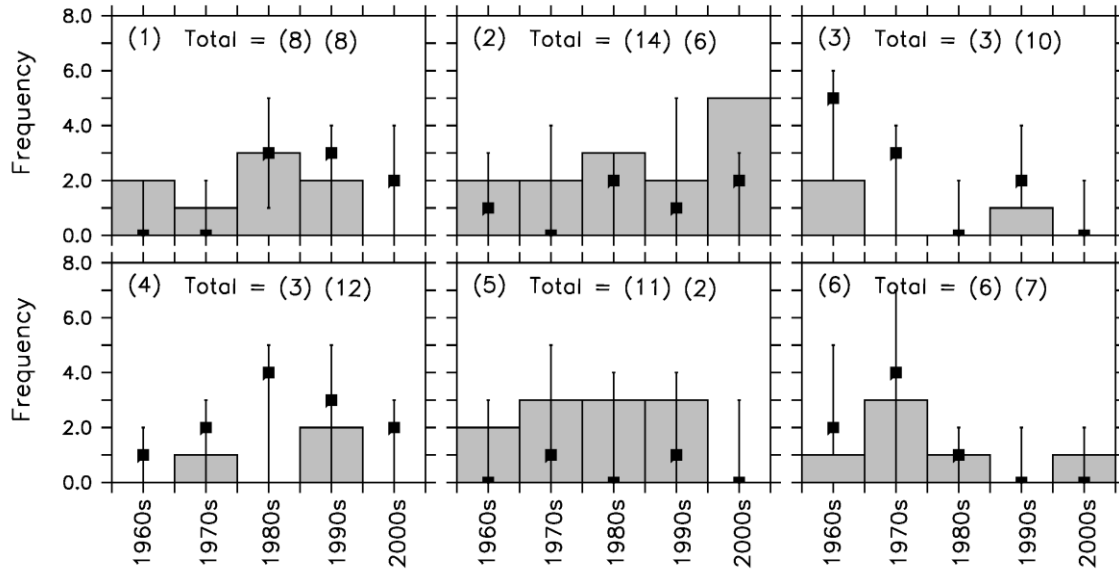 (1) Total = (8) (8)
(2) Total = (14) (6)
(3) Total = (3) (10)
Frequency
8.0
6.0
4.0
2.0
0.0
(4) Total = (3) (12)
(5) Total = (11) (2)
(6) Total = (6) (7)
Frequency
8.0
6.0
4.0
2.0
0.0
1960s
1970s
1980s
1990s
2000s
1960s
1970s
1980s
1990s
2000s
1960s
1970s
1980s
1990s
2000s